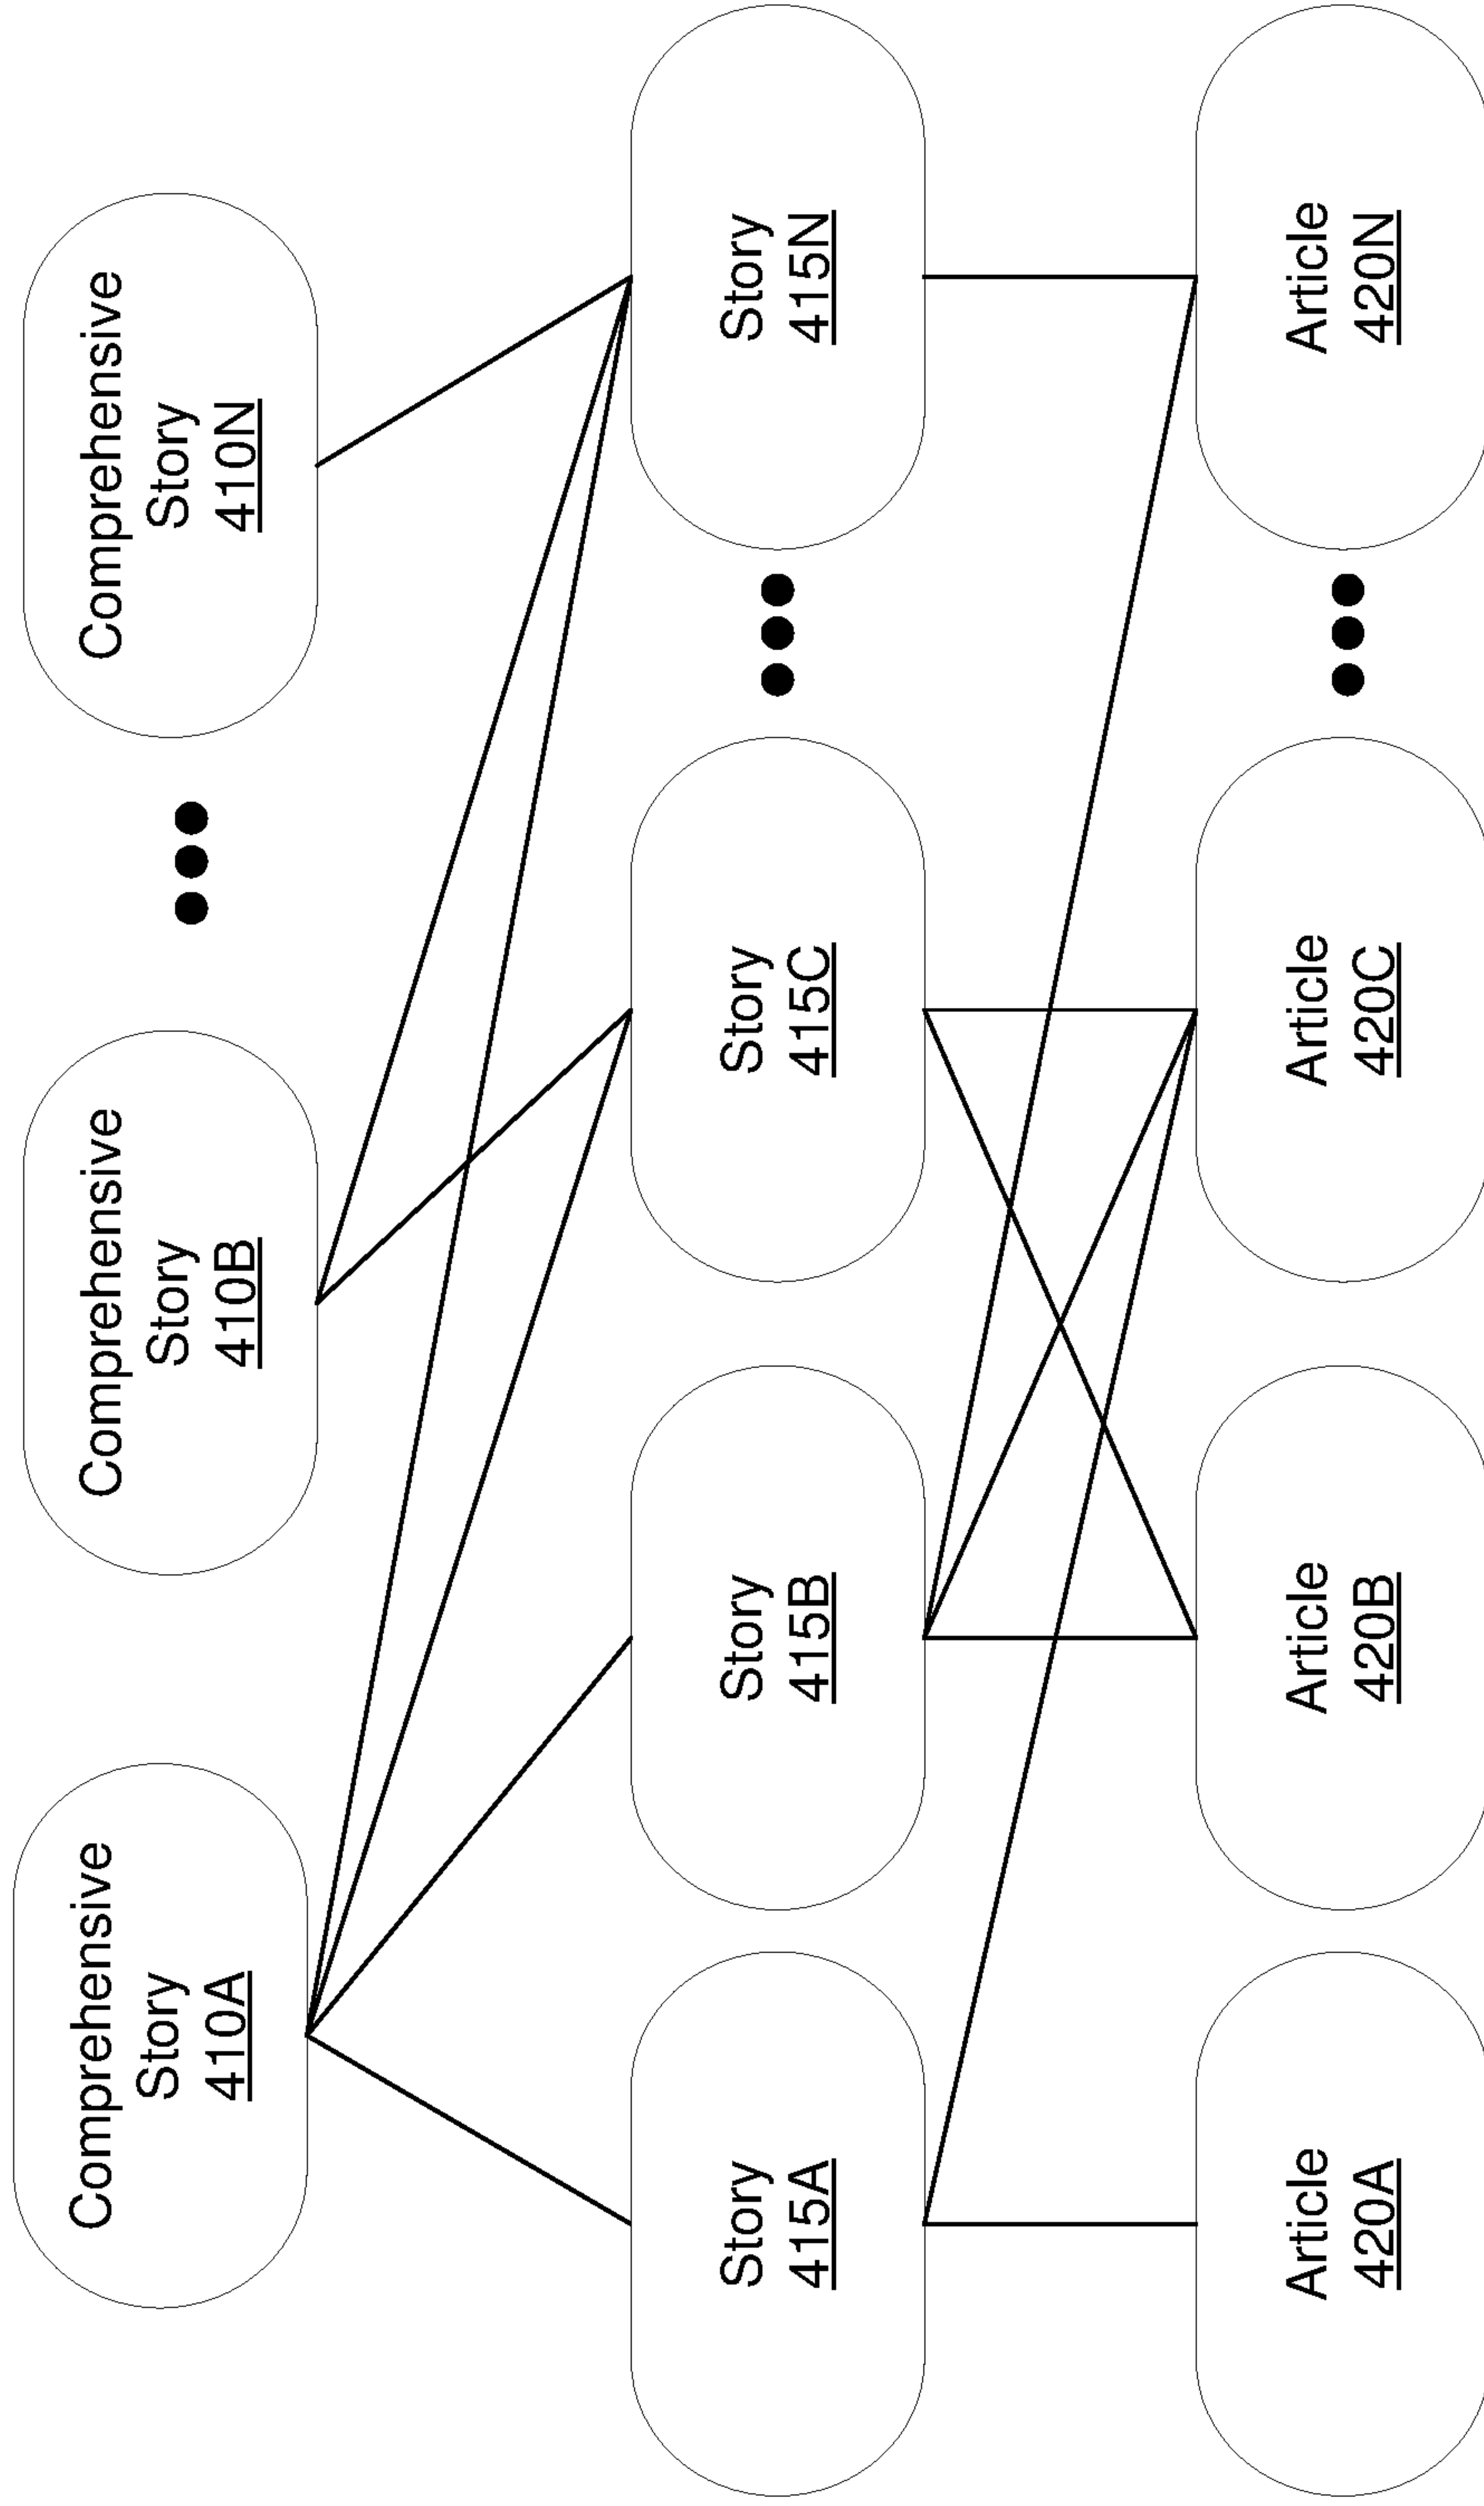 Comprehensive
Story
410A
Comprehensive
Story
410B
Comprehensive
Story
410N
Story
415A
Story
415B
Story
415C
Story
415N
Article
420A
Article
420B
Article
420C
Article
420N